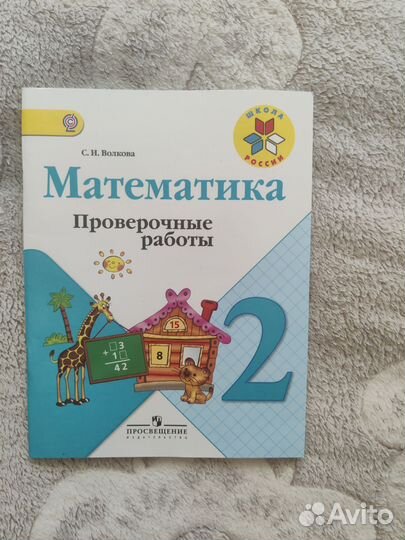 ШКОЛА
РОССИИ
С. И. Волкова
Математика
Проверочные
работы
2
15
8
+ □3
1□
42
ПРОСВЕЩЕНИЕ
ИЗДАТЕЛЬСТВО
Avito